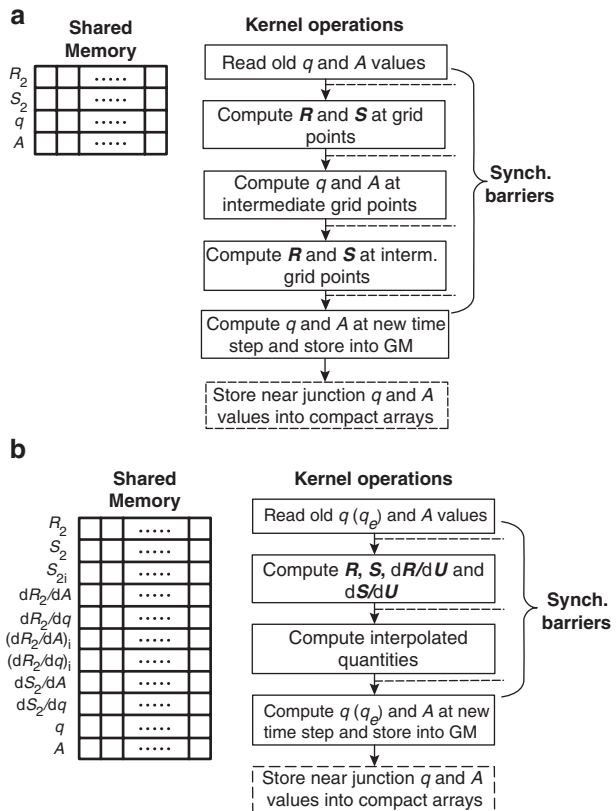 a
Shared
Memory
R2
S2
q
A
.....
.....
.....
.....
Kernel operations
Read old q and A values
Compute R and S at grid
points
Compute q and A at
intermediate grid points
Compute R and S at interm.
grid points
Compute q and A at new time
step and store into GM
Store near junction q and A
values into compact arrays
Synch.
barriers
b
Shared
Memory
R2
S2
S2i
dR2/dA
dR2/dq
(dR2/dA)i
(dR2/dq)i
dS2/dA
dS2/dq
q
A
.....
.....
.....
.....
.....
.....
.....
.....
.....
.....
.....
Kernel operations
Read old q (qe) and A values
Compute R, S, dR/dU and
dS/dU
Compute interpolated
quantities
Compute q (qe) and A at new
time step and store into GM
Store near junction q and A
values into compact arrays
Synch.
barriers